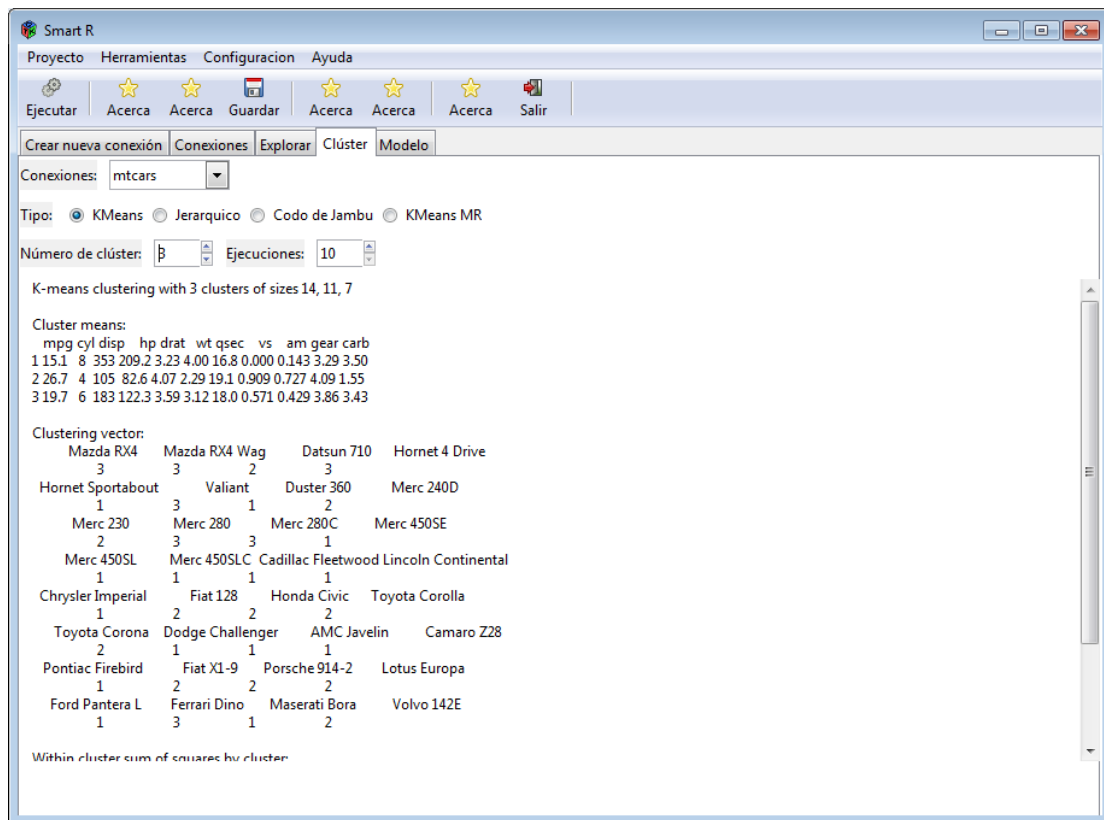 Smart R
Proyecto Herramientas Configuracion Ayuda
Ejecutar Acerca Acerca Guardar Acerca Acerca Acerca Salir
Crear nueva conexión Conexiones Explorar Clúster Modelo
Conexiones: mtcars
Tipo: KMeans Jerarquico Codo de Jambu KMeans MR
Número de clúster: 3 Ejecuciones: 10
K-means clustering with 3 clusters of sizes 14, 11, 7
Cluster means:
mpg cyl disp hp drat wt qsec vs am gear carb
1 15.1 8 353 209.2 3.23 4.00 16.8 0.000 0.143 3.29 3.50
2 26.7 4 105 82.6 4.07 2.29 19.1 0.909 0.727 4.09 1.55
3 19.7 6 183 122.3 3.59 3.12 18.0 0.571 0.429 3.86 3.43
Clustering vector:
Mazda RX4 Mazda RX4 Wag Datsun 710 Hornet 4 Drive
3 3 2 3
Hornet Sportabout Valiant Duster 360 Merc 240D
1 3 1 2
Merc 230 Merc 280 Merc 280C Merc 450SE
2 3 3 1
Merc 450SL Merc 450SLC Cadillac Fleetwood Lincoln Continental
1 1 1 1
Chrysler Imperial Fiat 128 Honda Civic Toyota Corolla
1 2 2 2
Toyota Corona Dodge Challenger AMC Javelin Camaro Z28
2 1 1 1
Pontiac Firebird Fiat X1-9 Porsche 914-2 Lotus Europa
1 2 2 2
Ford Pantera L Ferrari Dino Maserati Bora Volvo 142E
1 3 1 2
Within cluster sum of squares by cluster: